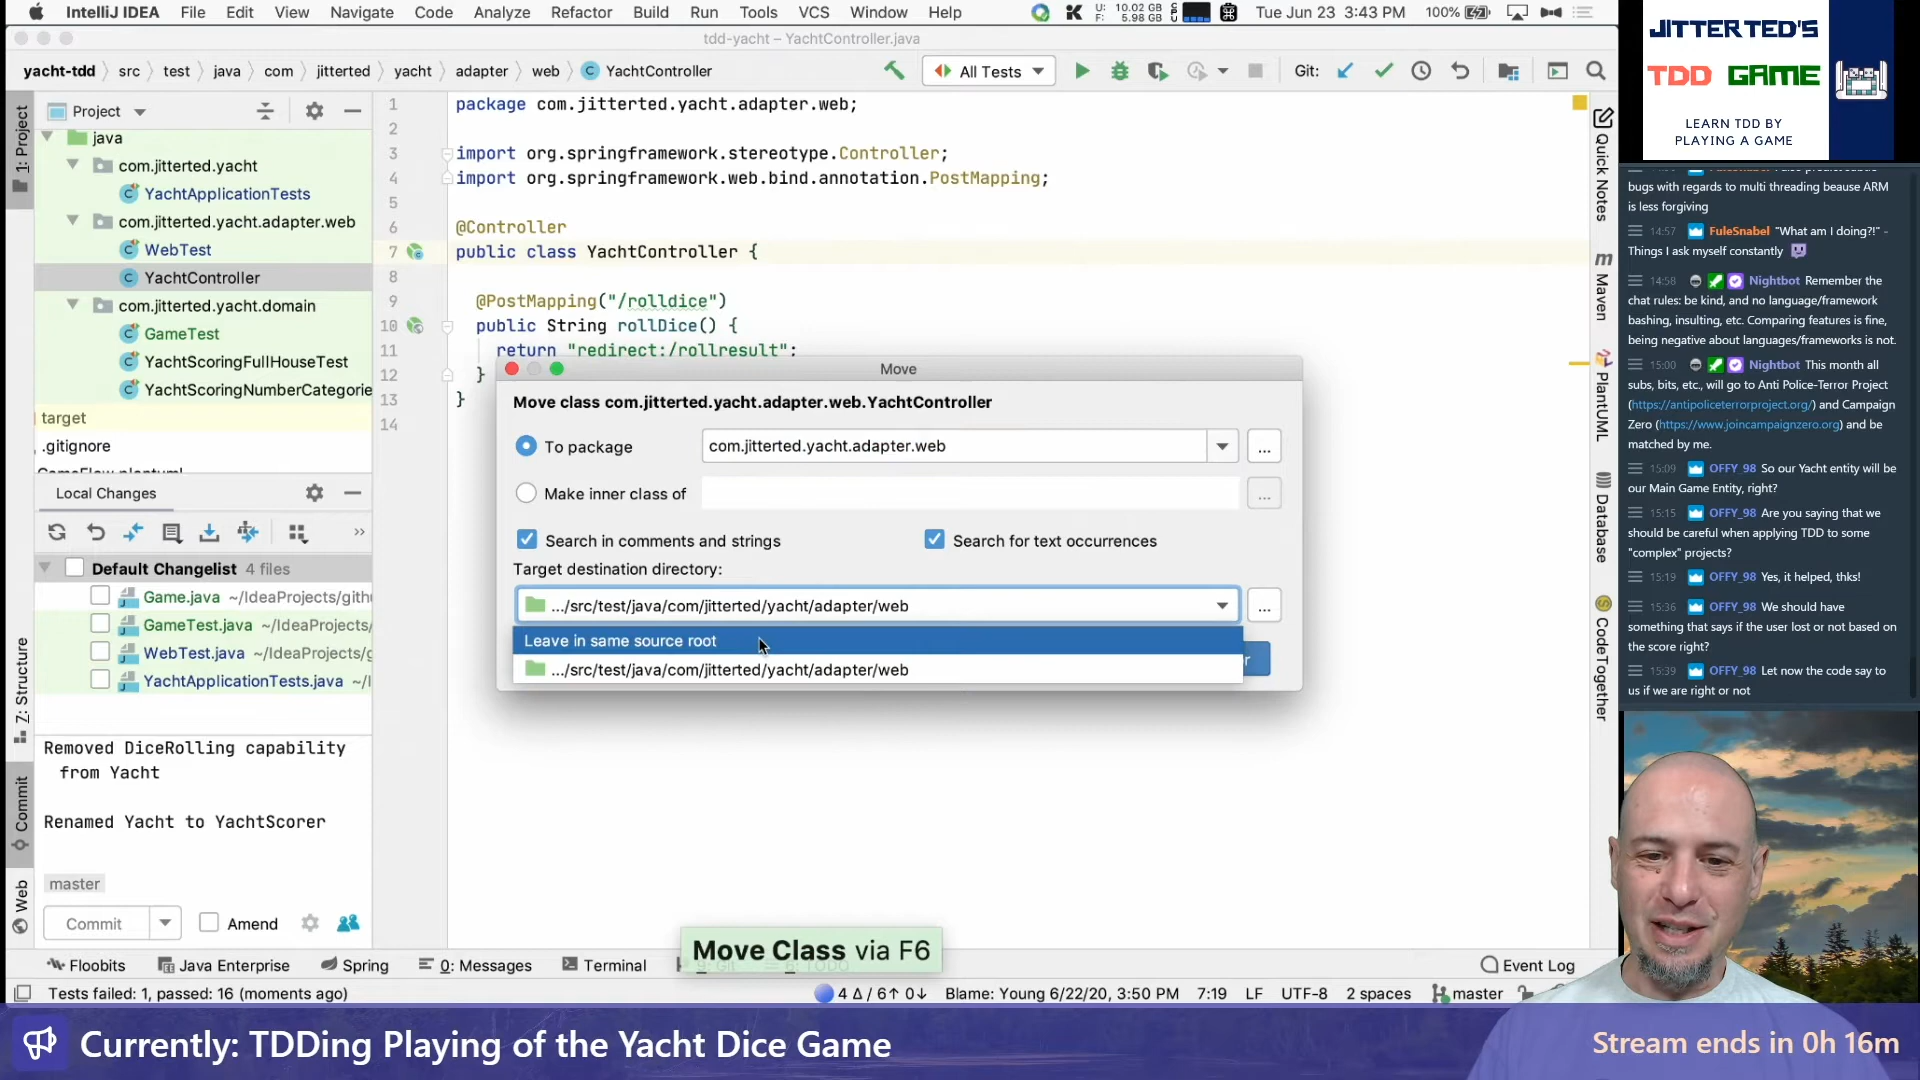 IntelliJ IDEA File Edit View Navigate Code Analyze Refactor Build Run Tools VCS Window Help
U: 10.02 GB
F: 5.98 GB
Tue Jun 23 3:43 PM 100%
tdd-yacht – YachtController.java
yacht-tdd src test java com jitterted yacht adapter web YachtController
All Tests
Git:
1: Project
Project
java
com.jitterted.yacht
YachtApplicationTests
com.jitterted.yacht.adapter.web
WebTest
YachtController
com.jitterted.yacht.domain
GameTest
YachtScoringFullHouseTest
YachtScoringNumberCategorie
target
.gitignore
1 package com.jitterted.yacht.adapter.web;
2
3 import org.springframework.stereotype.Controller;
4 import org.springframework.web.bind.annotation.PostMapping;
5
6 @Controller
7 public class YachtController {
8
9 @PostMapping("/rolldice")
10 public String rollDice() {
11 return "redirect:/rollresult";
12 }
13 }
14
Move
Move class com.jitterted.yacht.adapter.web.YachtController
To package com.jitterted.yacht.adapter.web ...
Make inner class of ...
Search in comments and strings Search for text occurrences
Target destination directory:
.../src/test/java/com/jitterted/yacht/adapter/web ...
Leave in same source root
.../src/test/java/com/jitterted/yacht/adapter/web
Local Changes
Default Changelist 4 files
Game.java ~/IdeaProjects/gith
GameTest.java ~/IdeaProjects/
WebTest.java ~/IdeaProjects/g
YachtApplicationTests.java ~/I
Removed DiceRolling capability
from Yacht
Renamed Yacht to YachtScorer
master
Commit Amend
Z: Structure
Commit
Web
Quick Notes
Maven
PlantUML
Database
CodeTogether
Move Class via F6
Floobits Java Enterprise Spring 0: Messages Terminal Event Log
Tests failed: 1, passed: 16 (moments ago)
4 Δ / 6↑ 0↓ Blame: Young 6/22/20, 3:50 PM 7:19 LF UTF-8 2 spaces master
JITTERTED'S
TDD GAME
LEARN TDD BY
PLAYING A GAME
bugs with regards to multi threading beause ARM
is less forgiving
14:57 FuleSnabel "What am I doing?!" -
Things I ask myself constantly
14:58 Nightbot Remember the
chat rules: be kind, and no language/framework
bashing, insulting, etc. Comparing features is fine,
being negative about languages/frameworks is not.
15:00 Nightbot This month all
subs, bits, etc., will go to Anti Police-Terror Project
(https://antipoliceterrorproject.org/) and Campaign
Zero (https://www.joincampaignzero.org) and be
matched by me.
15:09 OFFY_98 So our Yacht entity will be
our Main Game Entity, right?
15:15 OFFY_98 Are you saying that we
should be careful when applying TDD to some
"complex" projects?
15:19 OFFY_98 Yes, it helped, thks!
15:36 OFFY_98 We should have
something that says if the user lost or not based on
the score right?
15:39 OFFY_98 Let now the code say to
us if we are right or not
Currently: TDDing Playing of the Yacht Dice Game
Stream ends in 0h 16m